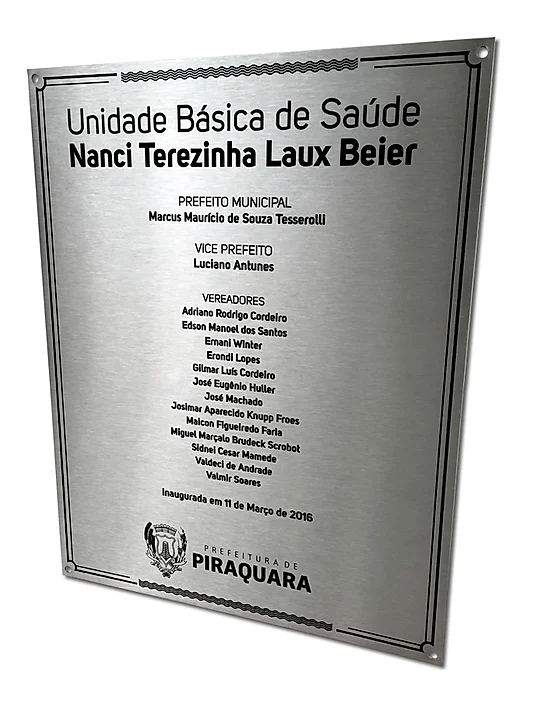 Unidade Básica de Saúde
Nanci Terezinha Laux Beier
PREFEITO MUNICIPAL
Marcus Maurício de Souza Tesserolli
VICE PREFEITO
Luciano Antunes
VEREADORES
Adriano Rodrigo Cordeiro
Edson Manoel dos Santos
Ernani Winter
Erondi Lopes
Gilmar Luís Cordeiro
José Eugênio Huller
José Machado
Josimar Aparecido Knupp Froes
Maicon Figueiredo Faria
Miguel Marçalo Brudeck Scrobot
Sidnei Cesar Mamede
Valdeci de Andrade
Valmir Soares
Inaugurada em 11 de Março de 2016
PREFEITURA DE
PIRAQUARA